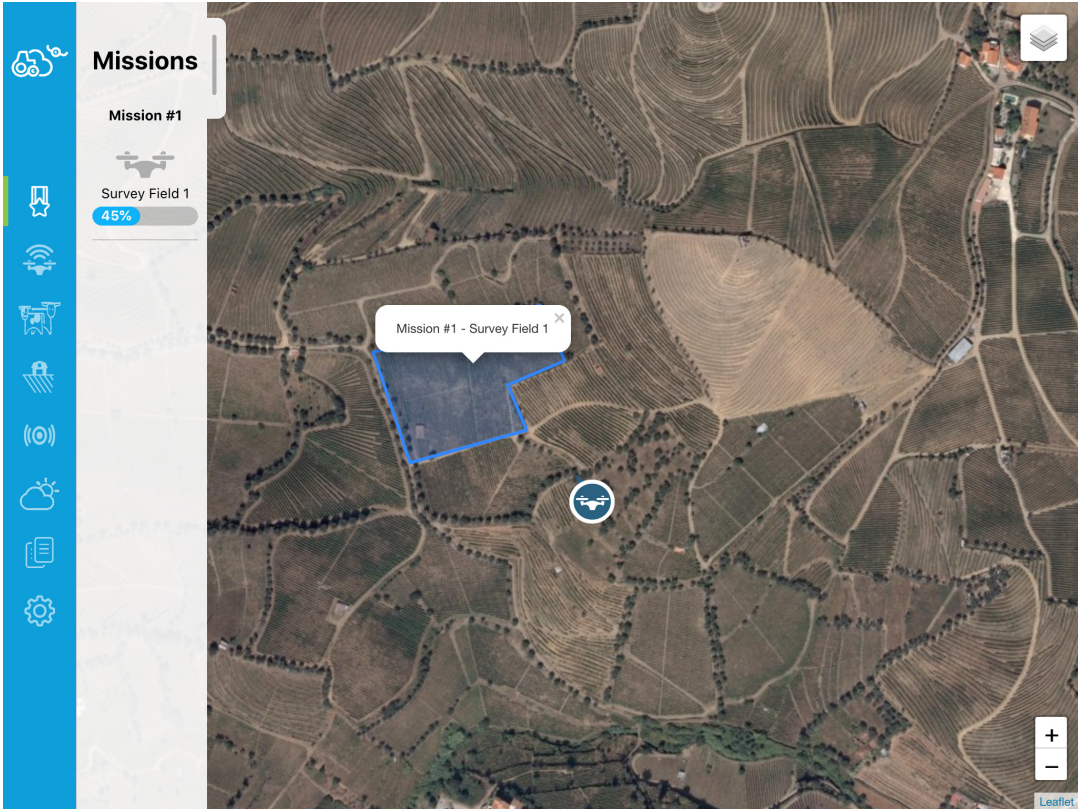 Missions
Mission #1
Survey Field 1
45%
Mission #1 - Survey Field 1
×
+
−
Leaflet